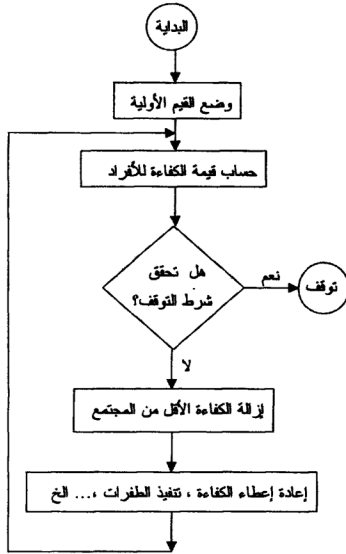 البداية
وضع القيم الأولية
حساب قيمة الكفاءة للأفراد
هل تحقق
شرط التوقف؟
نعم
توقف
لا
إزالة الكفاءة الأقل من المجتمع
إعادة إعطاء الكفاءة ، تنفيذ الطفرات ،... الخ